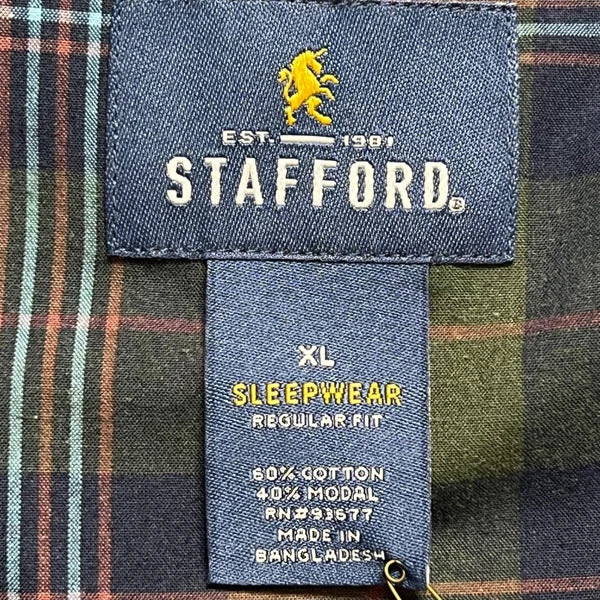 EST. 1981
STAFFORD®
XL
SLEEPWEAR
REGULAR FIT
60% COTTON
40% MODAL
RN#93677
MADE IN
BANGLADESH